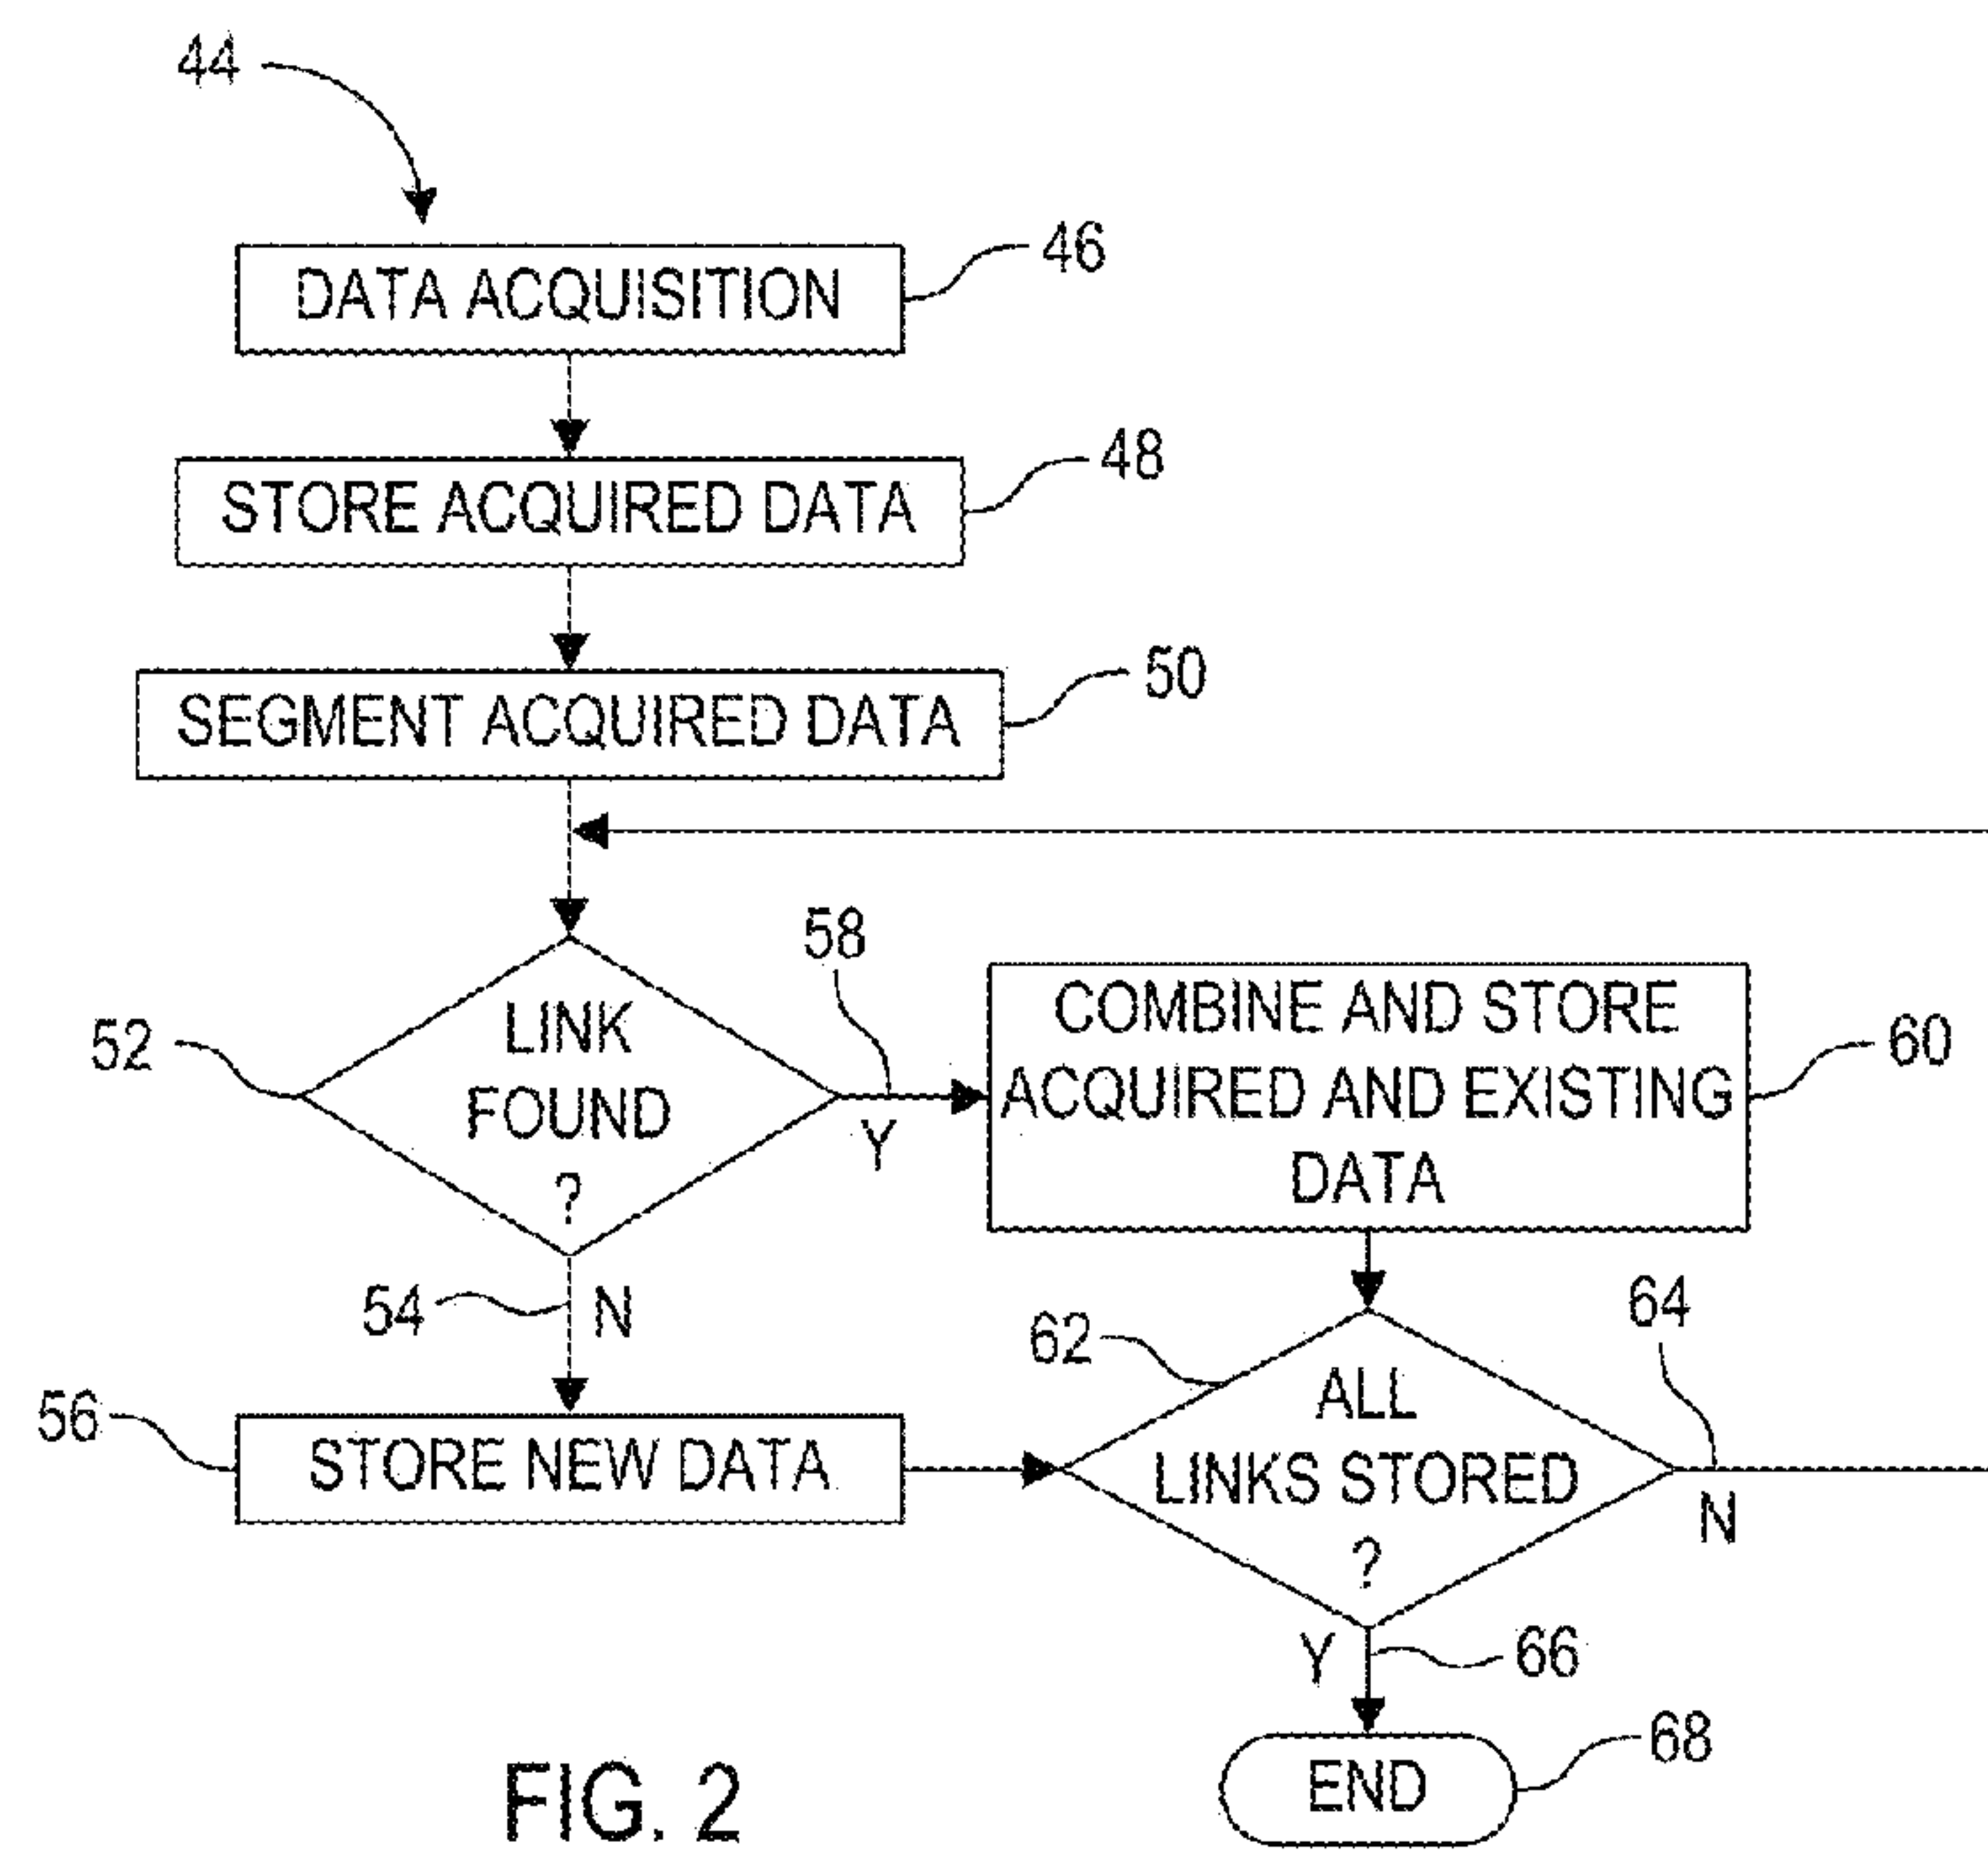 44
DATA ACQUISITION
46
STORE ACQUIRED DATA
48
SEGMENT ACQUIRED DATA
50
52
LINK
FOUND
?
58
Y
COMBINE AND STORE
ACQUIRED AND EXISTING
DATA
60
54
N
56
STORE NEW DATA
62
ALL
LINKS STORED
?
64
N
Y
66
END
68
FIG. 2